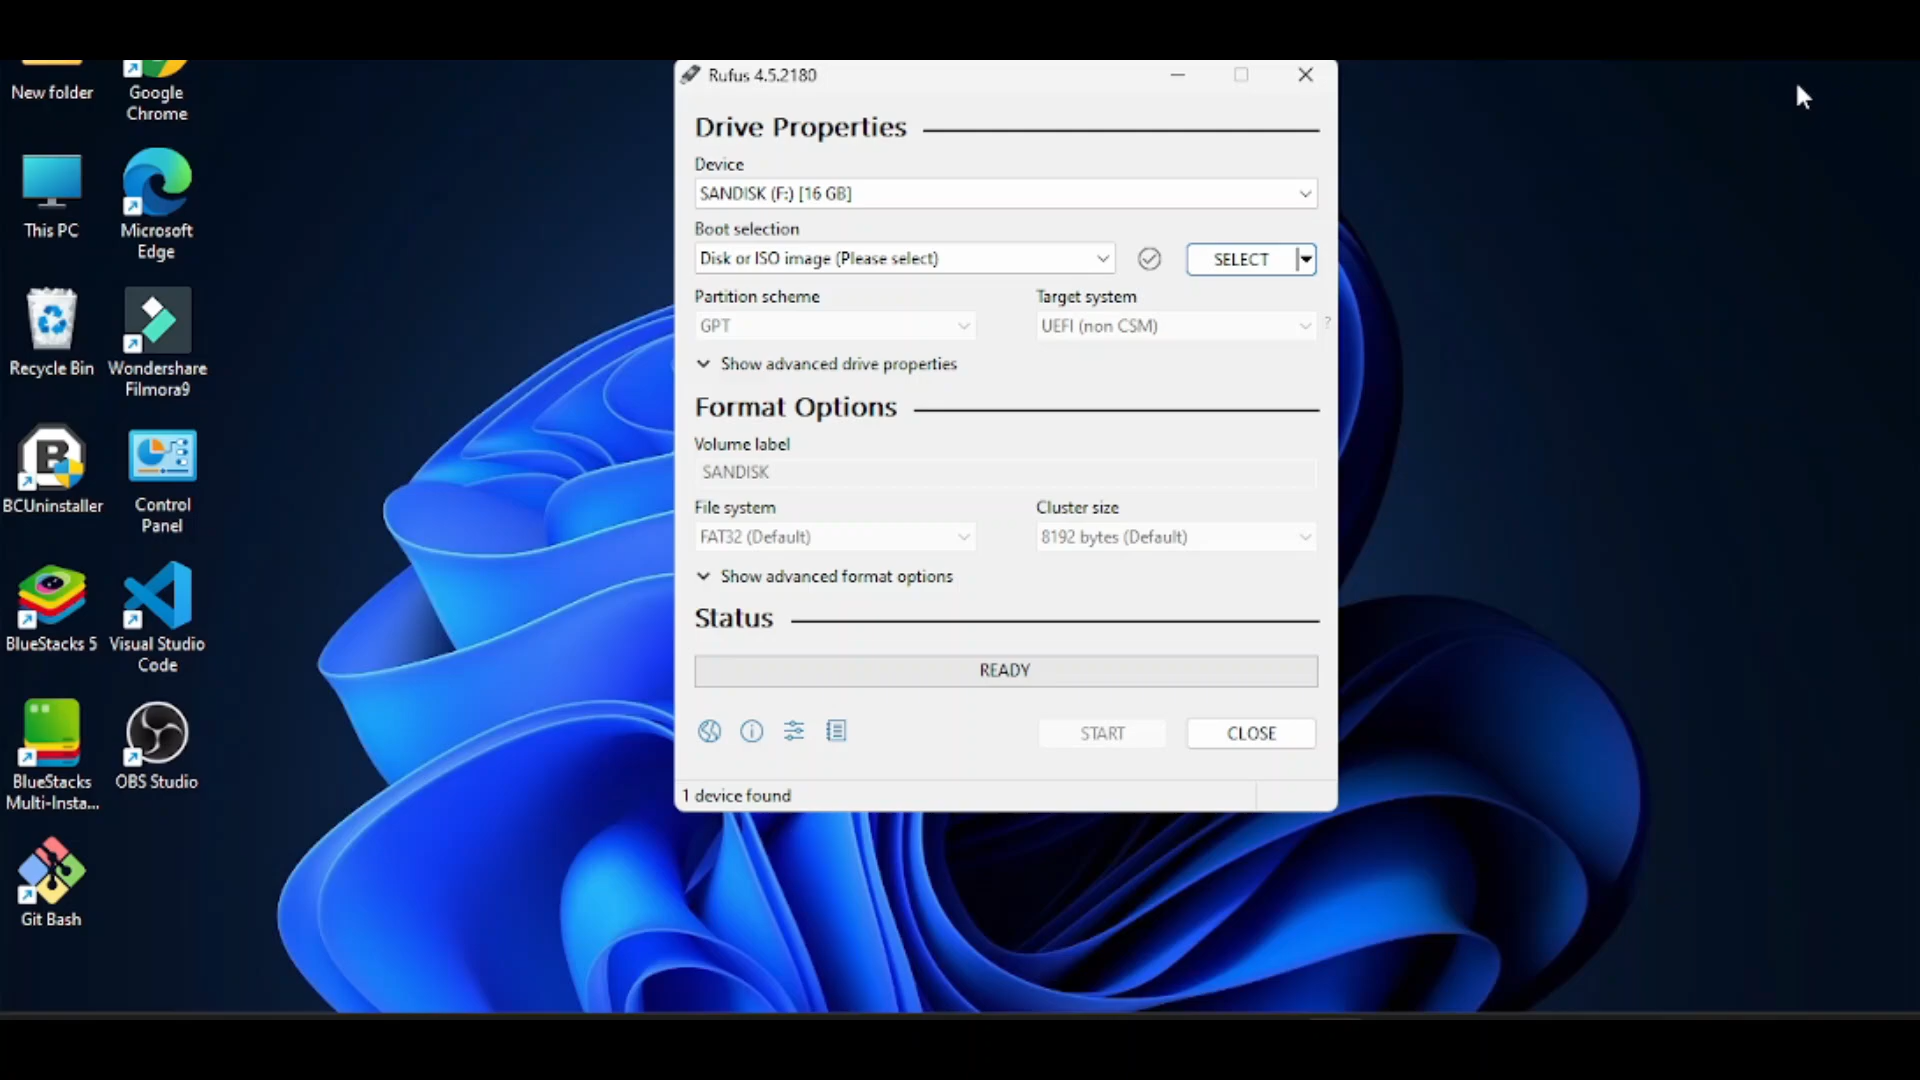 New folder
Google
Chrome
This PC
Microsoft
Edge
Recycle Bin
Wondershare
Filmora9
BCUninstaller
Control
Panel
BlueStacks 5
Visual Studio
Code
BlueStacks
Multi-Insta...
OBS Studio
Git Bash
Rufus 4.5.2180
Drive Properties
Device
SANDISK (F:) [16 GB]
Boot selection
Disk or ISO image (Please select)
SELECT
Partition scheme
Target system
GPT
UEFI (non CSM)
?
Show advanced drive properties
Format Options
Volume label
SANDISK
File system
Cluster size
FAT32 (Default)
8192 bytes (Default)
Show advanced format options
Status
READY
START
CLOSE
1 device found